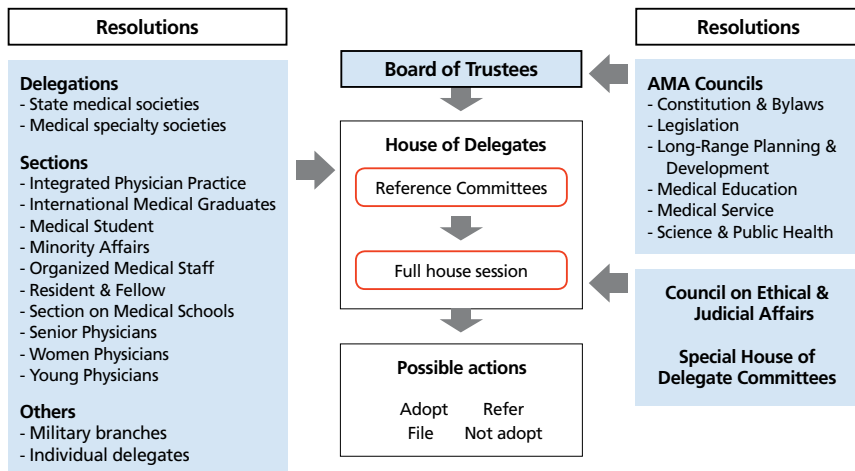 Resolutions
Delegations
- State medical societies
- Medical specialty societies
Sections
- Integrated Physician Practice
- International Medical Graduates
- Medical Student
- Minority Affairs
- Organized Medical Staff
- Resident & Fellow
- Section on Medical Schools
- Senior Physicians
- Women Physicians
- Young Physicians
Others
- Military branches
- Individual delegates
Board of Trustees
House of Delegates
Reference Committees
Full house session
Possible actions
Adopt Refer
File Not adopt
Resolutions
AMA Councils
- Constitution & Bylaws
- Legislation
- Long-Range Planning &
Development
- Medical Education
- Medical Service
- Science & Public Health
Council on Ethical &
Judicial Affairs
Special House of
Delegate Committees